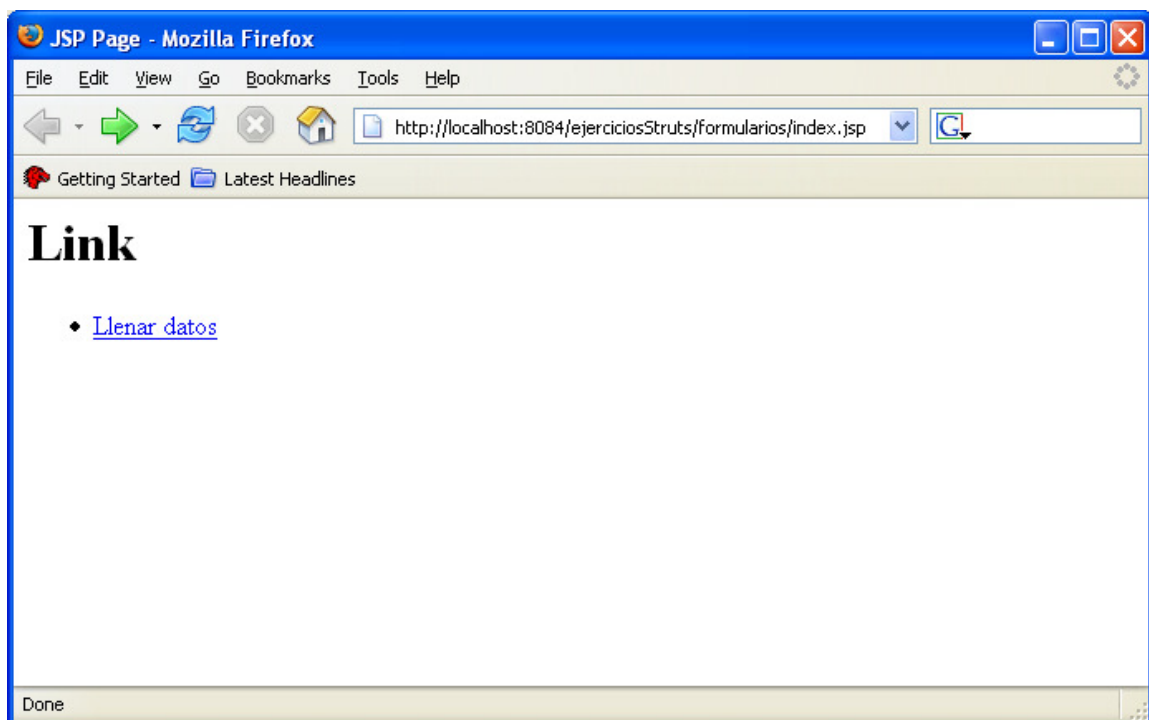 JSP Page - Mozilla Firefox
File Edit View Go Bookmarks Tools Help
http://localhost:8084/ejerciciosStruts/formularios/index.jsp
G
Getting Started Latest Headlines
Link
Llenar datos
Done